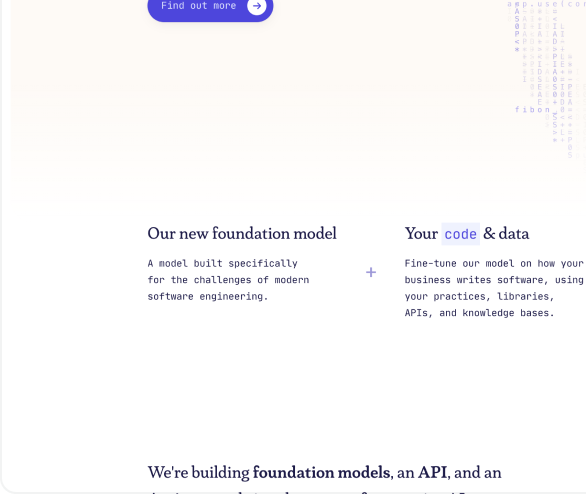 Find out more
fibon
Our new foundation model
A model built specifically
for the challenges of modern
software engineering.
+
Your code & data
Fine-tune our model on how your
business writes software, using
your practices, libraries,
APIs, and knowledge bases.
We're building foundation models, an API, and an